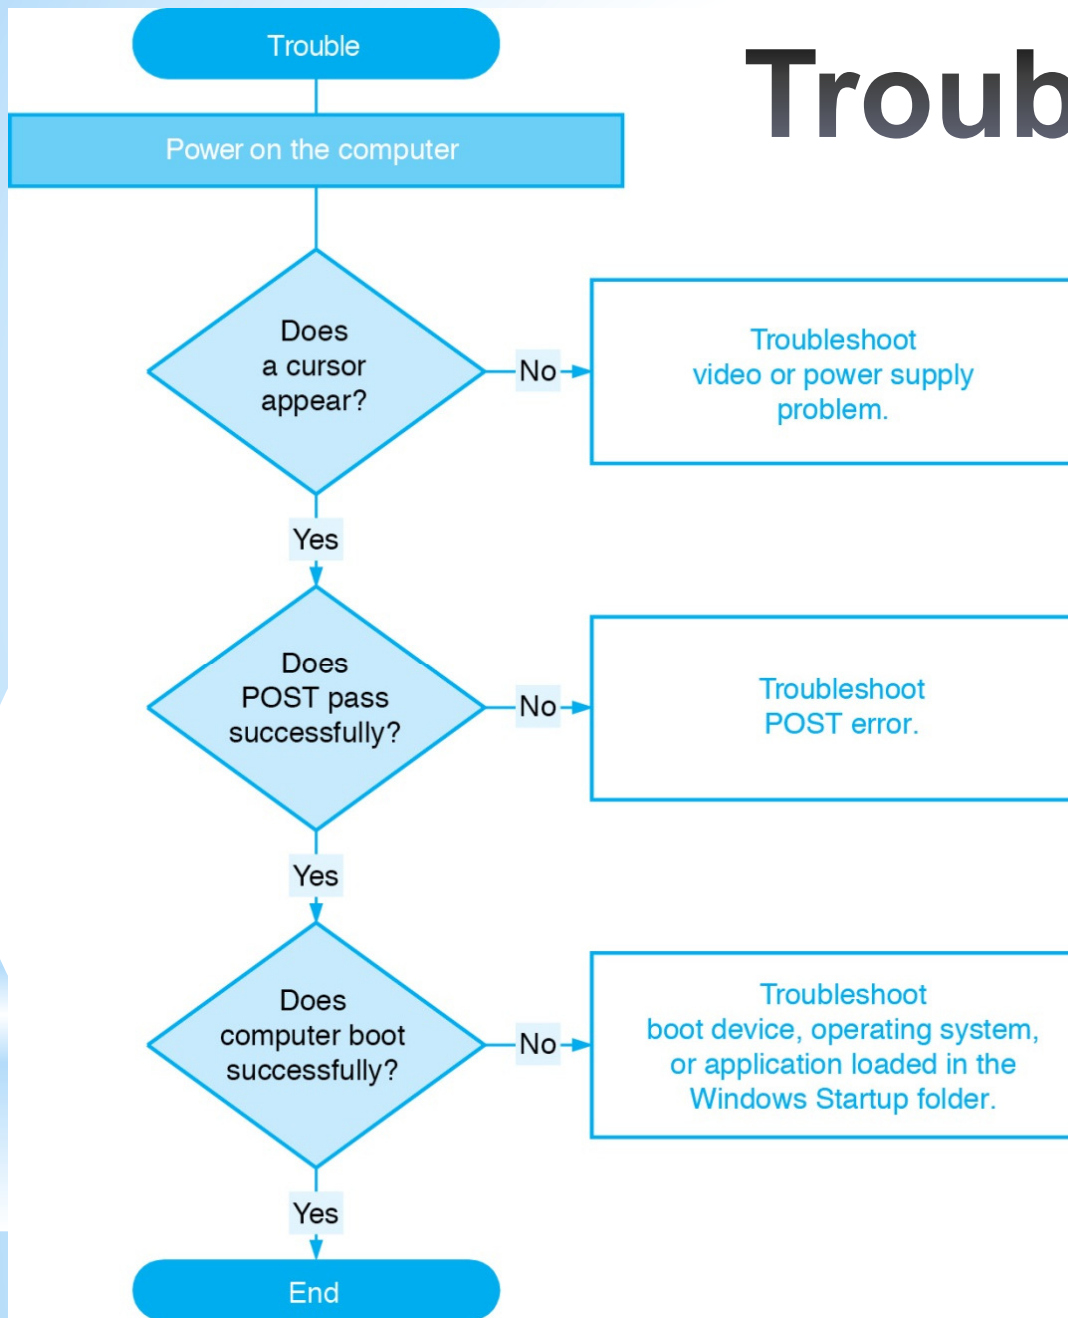 Trouble
Troub
Power on the computer
Does
a cursor
appear?
No
Troubleshoot
video or power supply
problem.
Yes
Does
POST pass
successfully?
No
Troubleshoot
POST error.
Yes
Does
computer boot
successfully?
No
Troubleshoot
boot device, operating system,
or application loaded in the
Windows Startup folder.
Yes
End